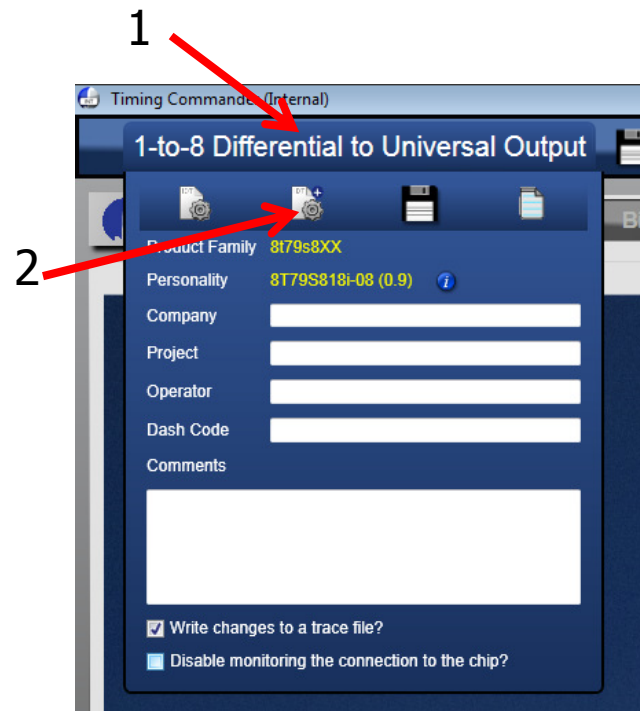 1
Timing Commander (Internal)
1-to-8 Differential to Universal Output
2
Product Family 8t79s8XX
Personality 8T79S818i-08 (0.9) i
Company
Project
Operator
Dash Code
Comments
Write changes to a trace file?
Disable monitoring the connection to the chip?